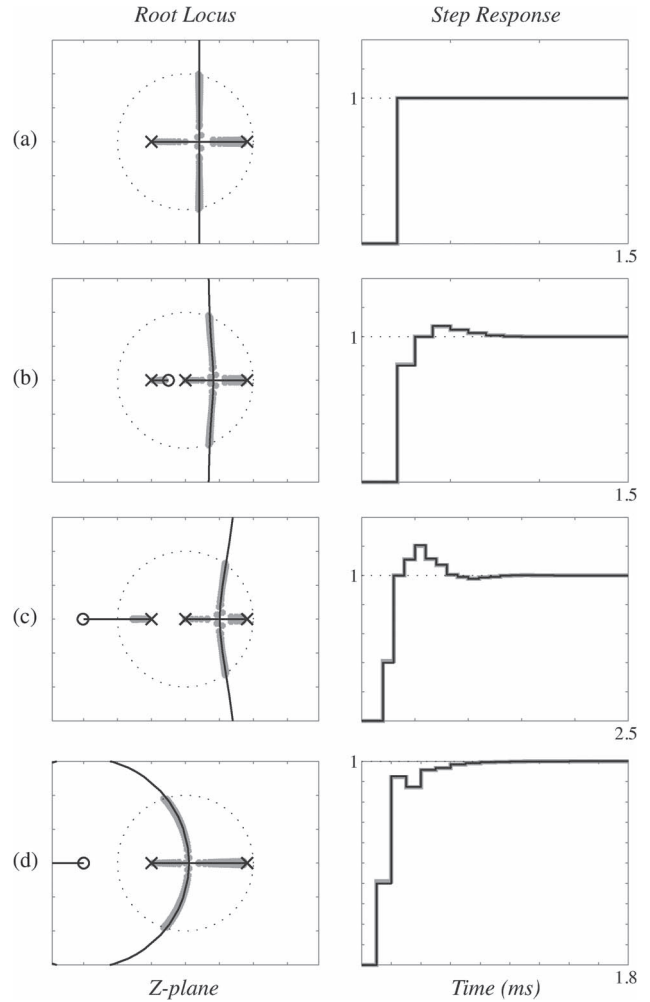 Root Locus
Step Response
(a)
1
1.5
(b)
1
1.5
(c)
1
2.5
(d)
1
1.8
Z-plane
Time (ms)